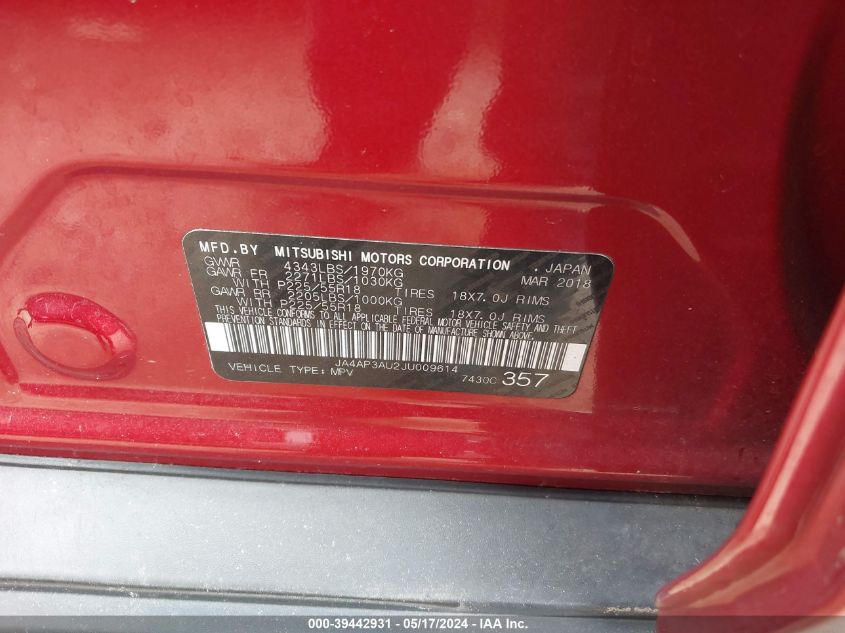 MFD.BY MITSUBISHI MOTORS CORPORATION . JAPAN
GVWR 4343LBS/1970KG MAR 2018
GAWR FR 2271LBS/1030KG
WITH P225/55R18 TIRES 18X7.0J RIMS
GAWR RR 2205LBS/1000KG
WITH P225/55R18 TIRES 18X7.0J RIMS
THIS VEHICLE CONFORMS TO ALL APPLICABLE FEDERAL MOTOR VEHICLE SAFETY AND THEFT
PREVENTION STANDARDS IN EFFECT ON THE DATE OF MANUFACTURE SHOWN ABOVE.
JA4AP3AU2JU009614
VEHICLE TYPE: MPV 7430C 357
000-39442931 - 05/17/2024 - IAAI.com